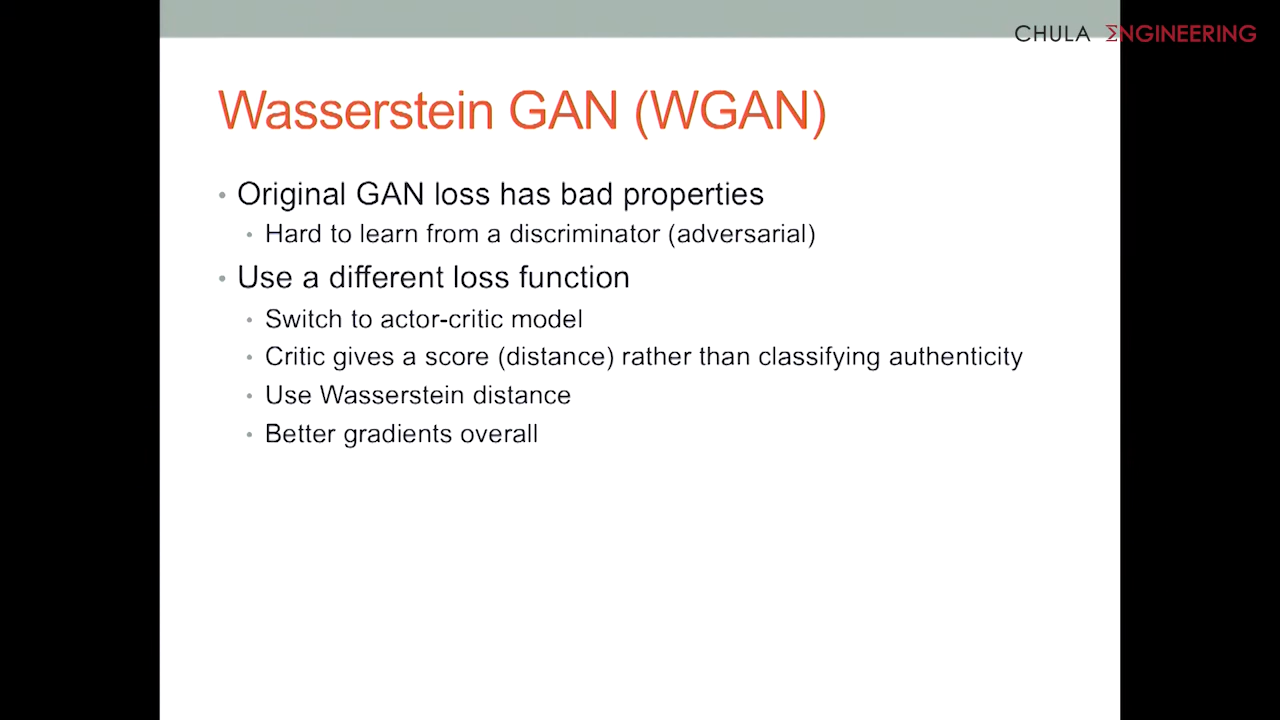 CHULA ΣNGINEERING
Wasserstein GAN (WGAN)
• Original GAN loss has bad properties
• Hard to learn from a discriminator (adversarial)
• Use a different loss function
• Switch to actor-critic model
• Critic gives a score (distance) rather than classifying authenticity
• Use Wasserstein distance
• Better gradients overall